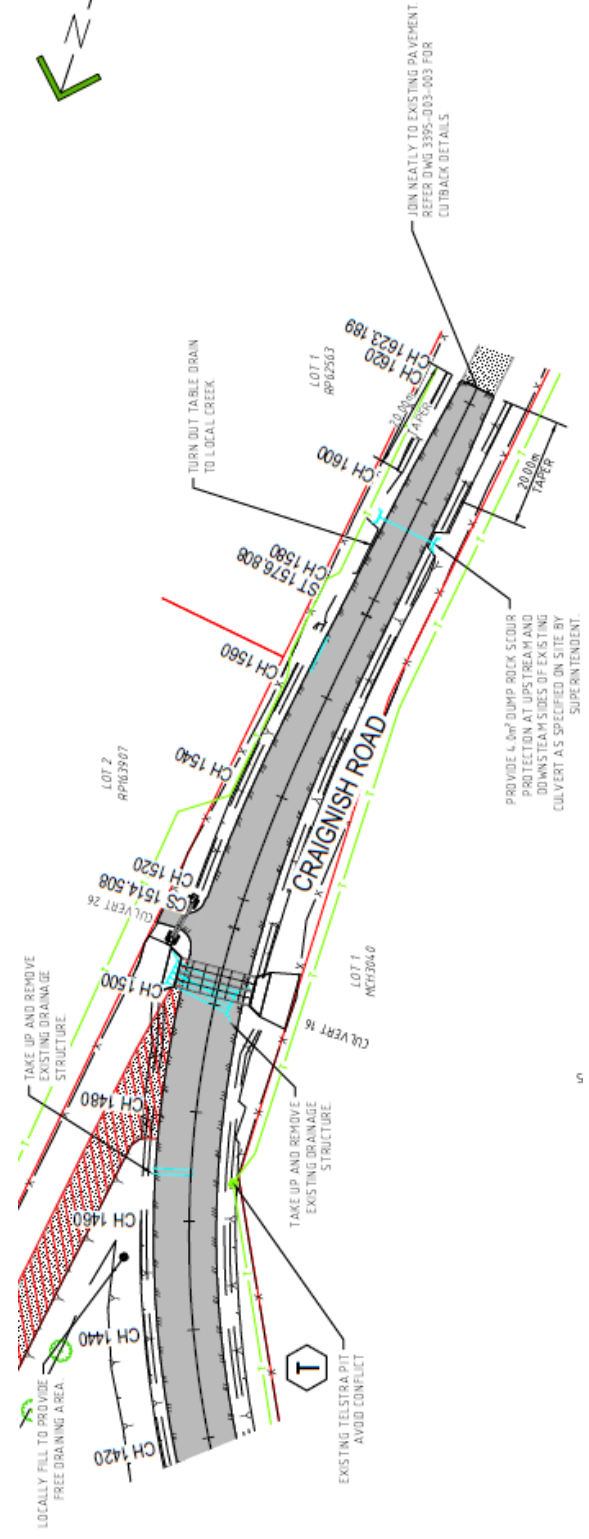 N
JOIN NEATLY TO EXISTING PAVEMENT.
REFER DWG 3395-D03-003 FOR
CUTBACK DETAILS.
TURN OUT TABLE DRAIN
TO LOCAL CREEK.
LOT 1
RP62563
CH 1623.189
CH 1620
20.00m
TAPER
CH 1600
CH 1580
ST 1576.808
CH 1560
20.00m
TAPER
PROVIDE 4.0m² DUMP ROCK SCOUR
PROTECTION AT UPSTREAM AND
DOWNSTEAM SIDES OF EXISTING
CULVERT AS SPECIFIED ON SITE BY
SUPERINTENDENT.
LOT 2
RP163907
CH 1540
CRAIGNISH ROAD
CH 1520
CS 1514.508
CULVERT 26
LOT 1
MCH3040
CULVERT 16
TAKE UP AND REMOVE
EXISTING DRAINAGE
STRUCTURE.
CH 1500
CH 1480
TAKE UP AND REMOVE
EXISTING DRAINAGE
STRUCTURE.
CH 1460
CH 1440
CH 1420
LOCALLY FILL TO PROVIDE
FREE DRAINING AREA.
T
EXISTING TELSTRA PIT
AVOID CONFLICT
S